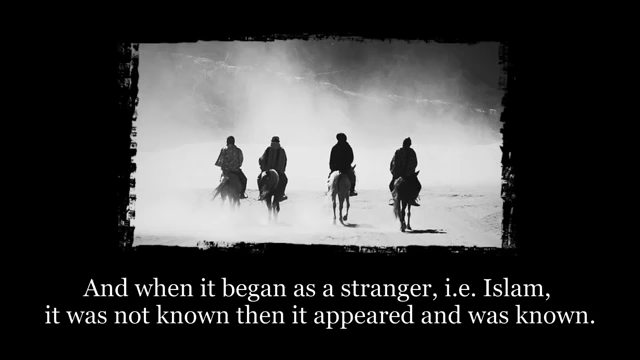 And when it began as a stranger, i.e. Islam,
it was not known then it appeared and was known.